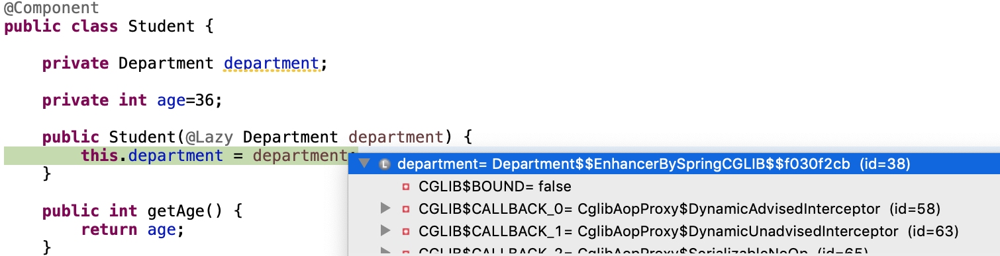 @Component
public class Student {
private Department department;
private int age=36;
public Student(@Lazy Department department) {
this.department = department;
department= Department$$EnhancerBySpringCGLIB$$f030f2cb (id=38)
}
CGLIB$BOUND= false
CGLIB$CALLBACK_0= CglibAopProxy$DynamicAdvisedInterceptor (id=58)
public int getAge() {
return age;
CGLIB$CALLBACK_1= CglibAopProxy$DynamicUnadvisedInterceptor (id=63)
}
CGLIB$CALLBACK_2= CglibAopProxy$SerializableNoOp (id=65)